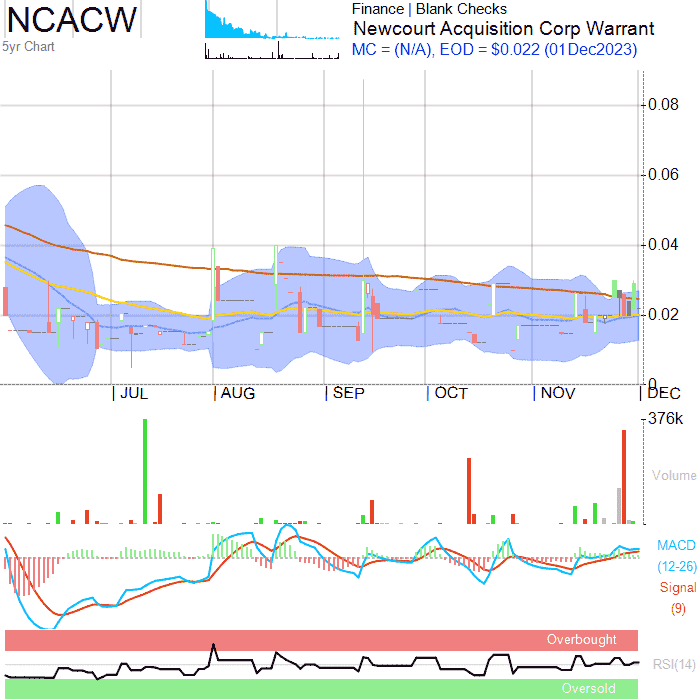 NCACW
5yr Chart
Finance | Blank Checks
Newcourt Acquisition Corp Warrant
MC = (N/A), EOD = $0.022 (01Dec2023)
0.08
0.06
0.04
0.02
0
JUL
AUG
SEP
OCT
NOV
DEC
376k
Volume
MACD
(12-26)
Signal
(9)
Overbought
RSI(14)
Oversold